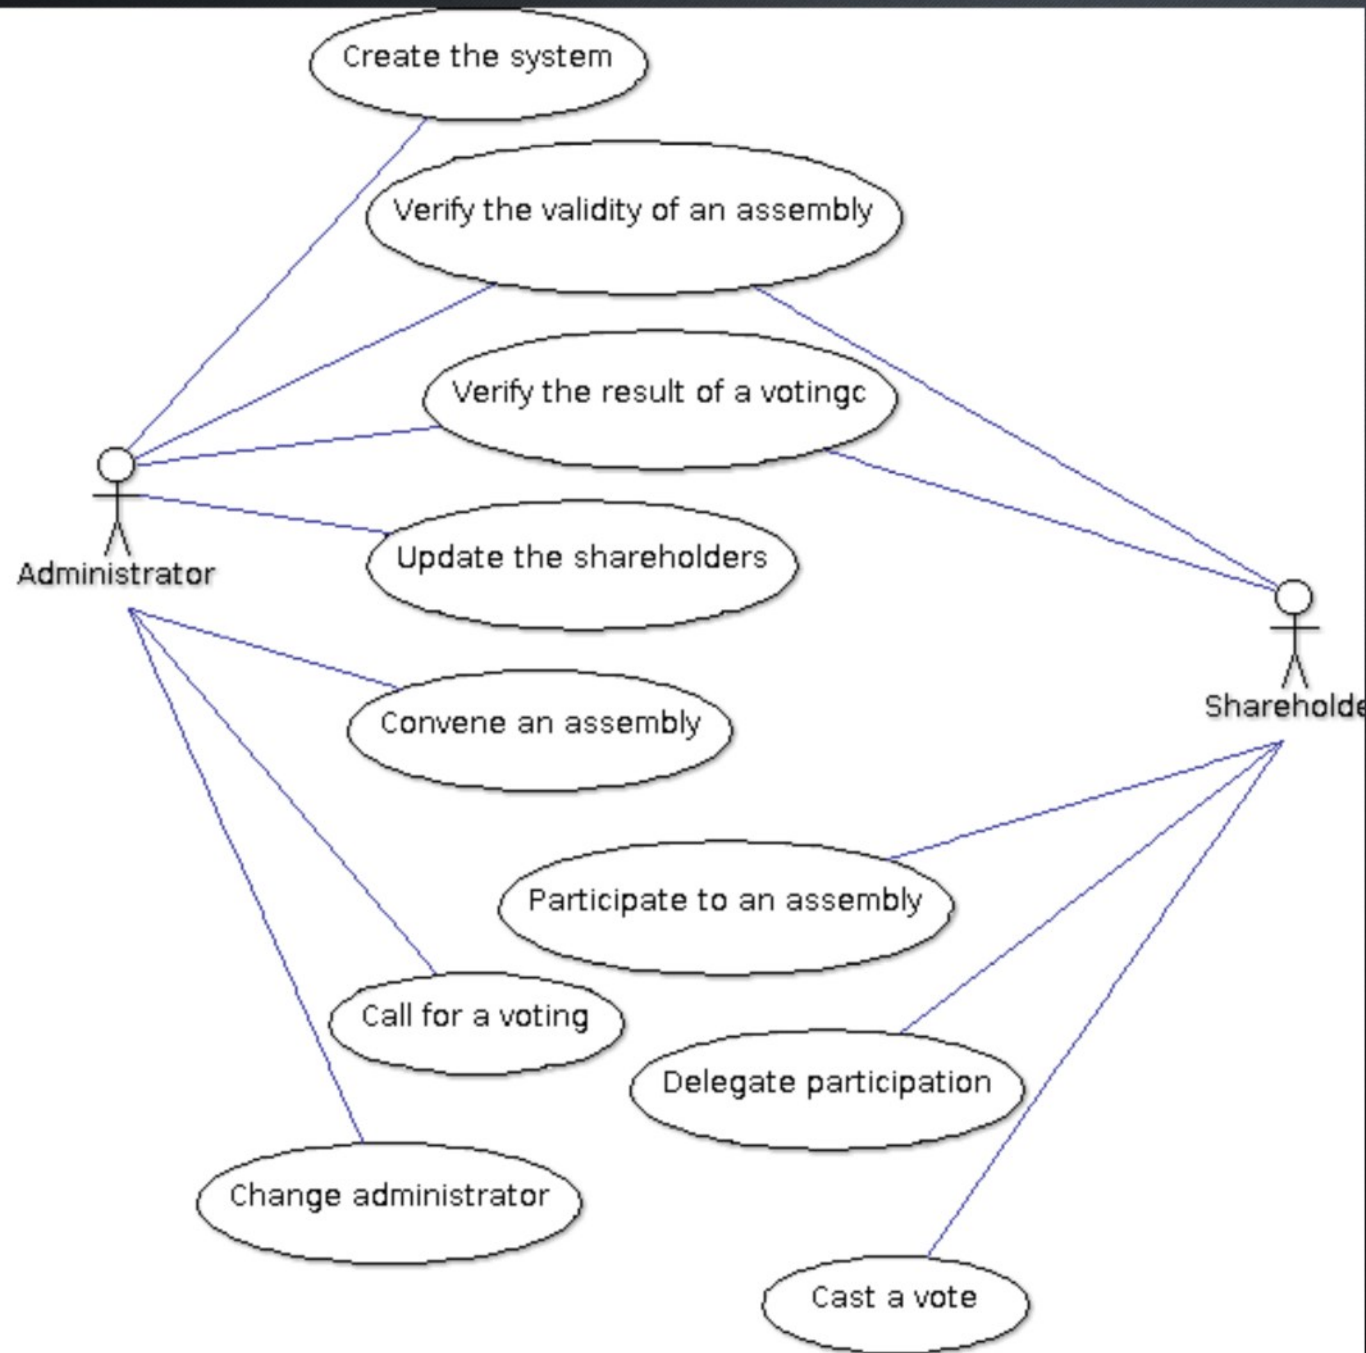 Create the system
Verify the validity of an assembly
Verify the result of a votingc
Administrator
Update the shareholders
Shareholde
Convene an assembly
Participate to an assembly
Call for a voting
Delegate participation
Change administrator
Cast a vote